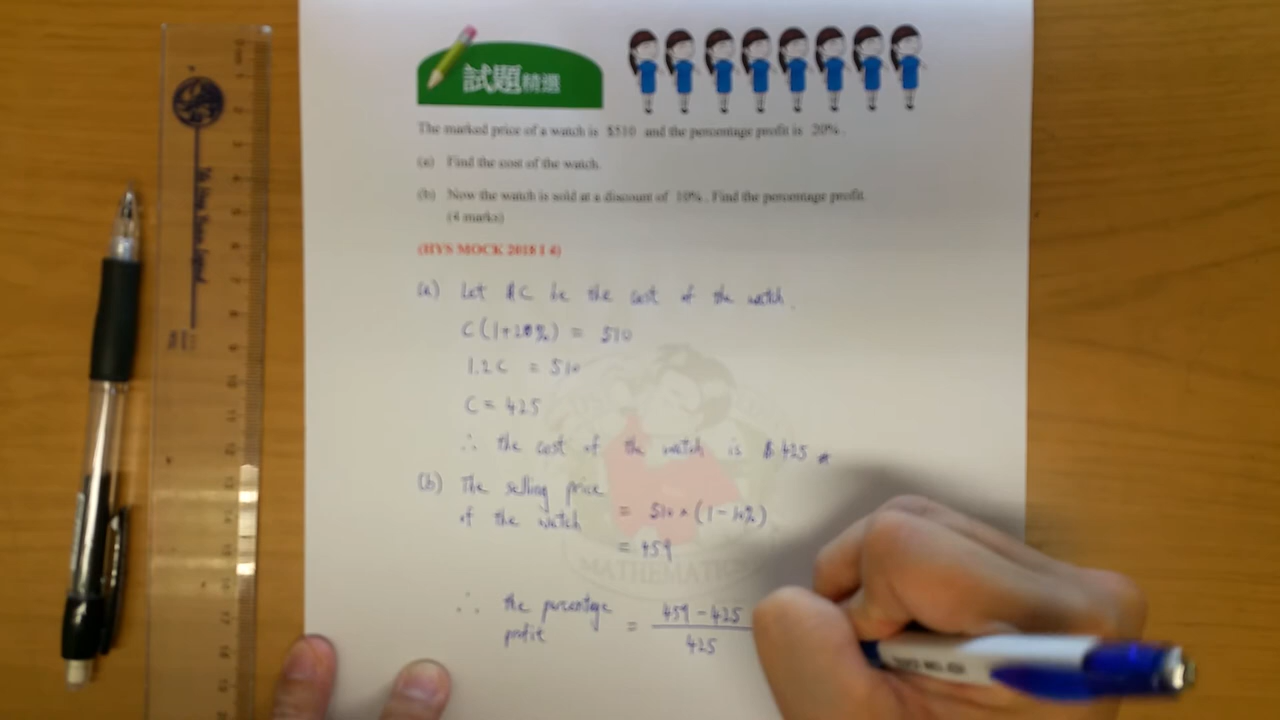 試題精選
The marked price of a watch is $510 and the percentage profit is 20%.
(a) Find the cost of the watch.
(b) Now the watch is sold at a discount of 10%. Find the percentage profit.
(4 marks)
(HYS MOCK 2018 I 4)
(a) Let $C be the cost of the watch.
C(1+20%) = 510
1.2C = 510
C = 425
∴ the cost of the watch is $425
(b) The selling price
of the watch = 510 × (1-10%)
= 459
∴ the percentage
profit = 459 - 425
425
MATHEMATICS